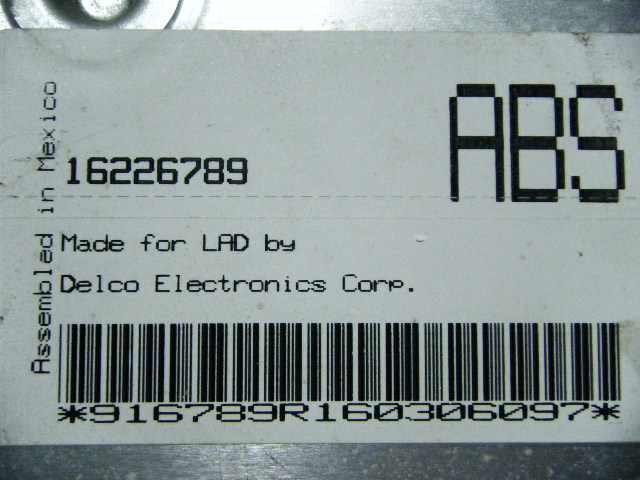 ABS
Assembled in Mexico
16226789
Made for LAD by
Delco Electronics Corp.
*916789R160306097*